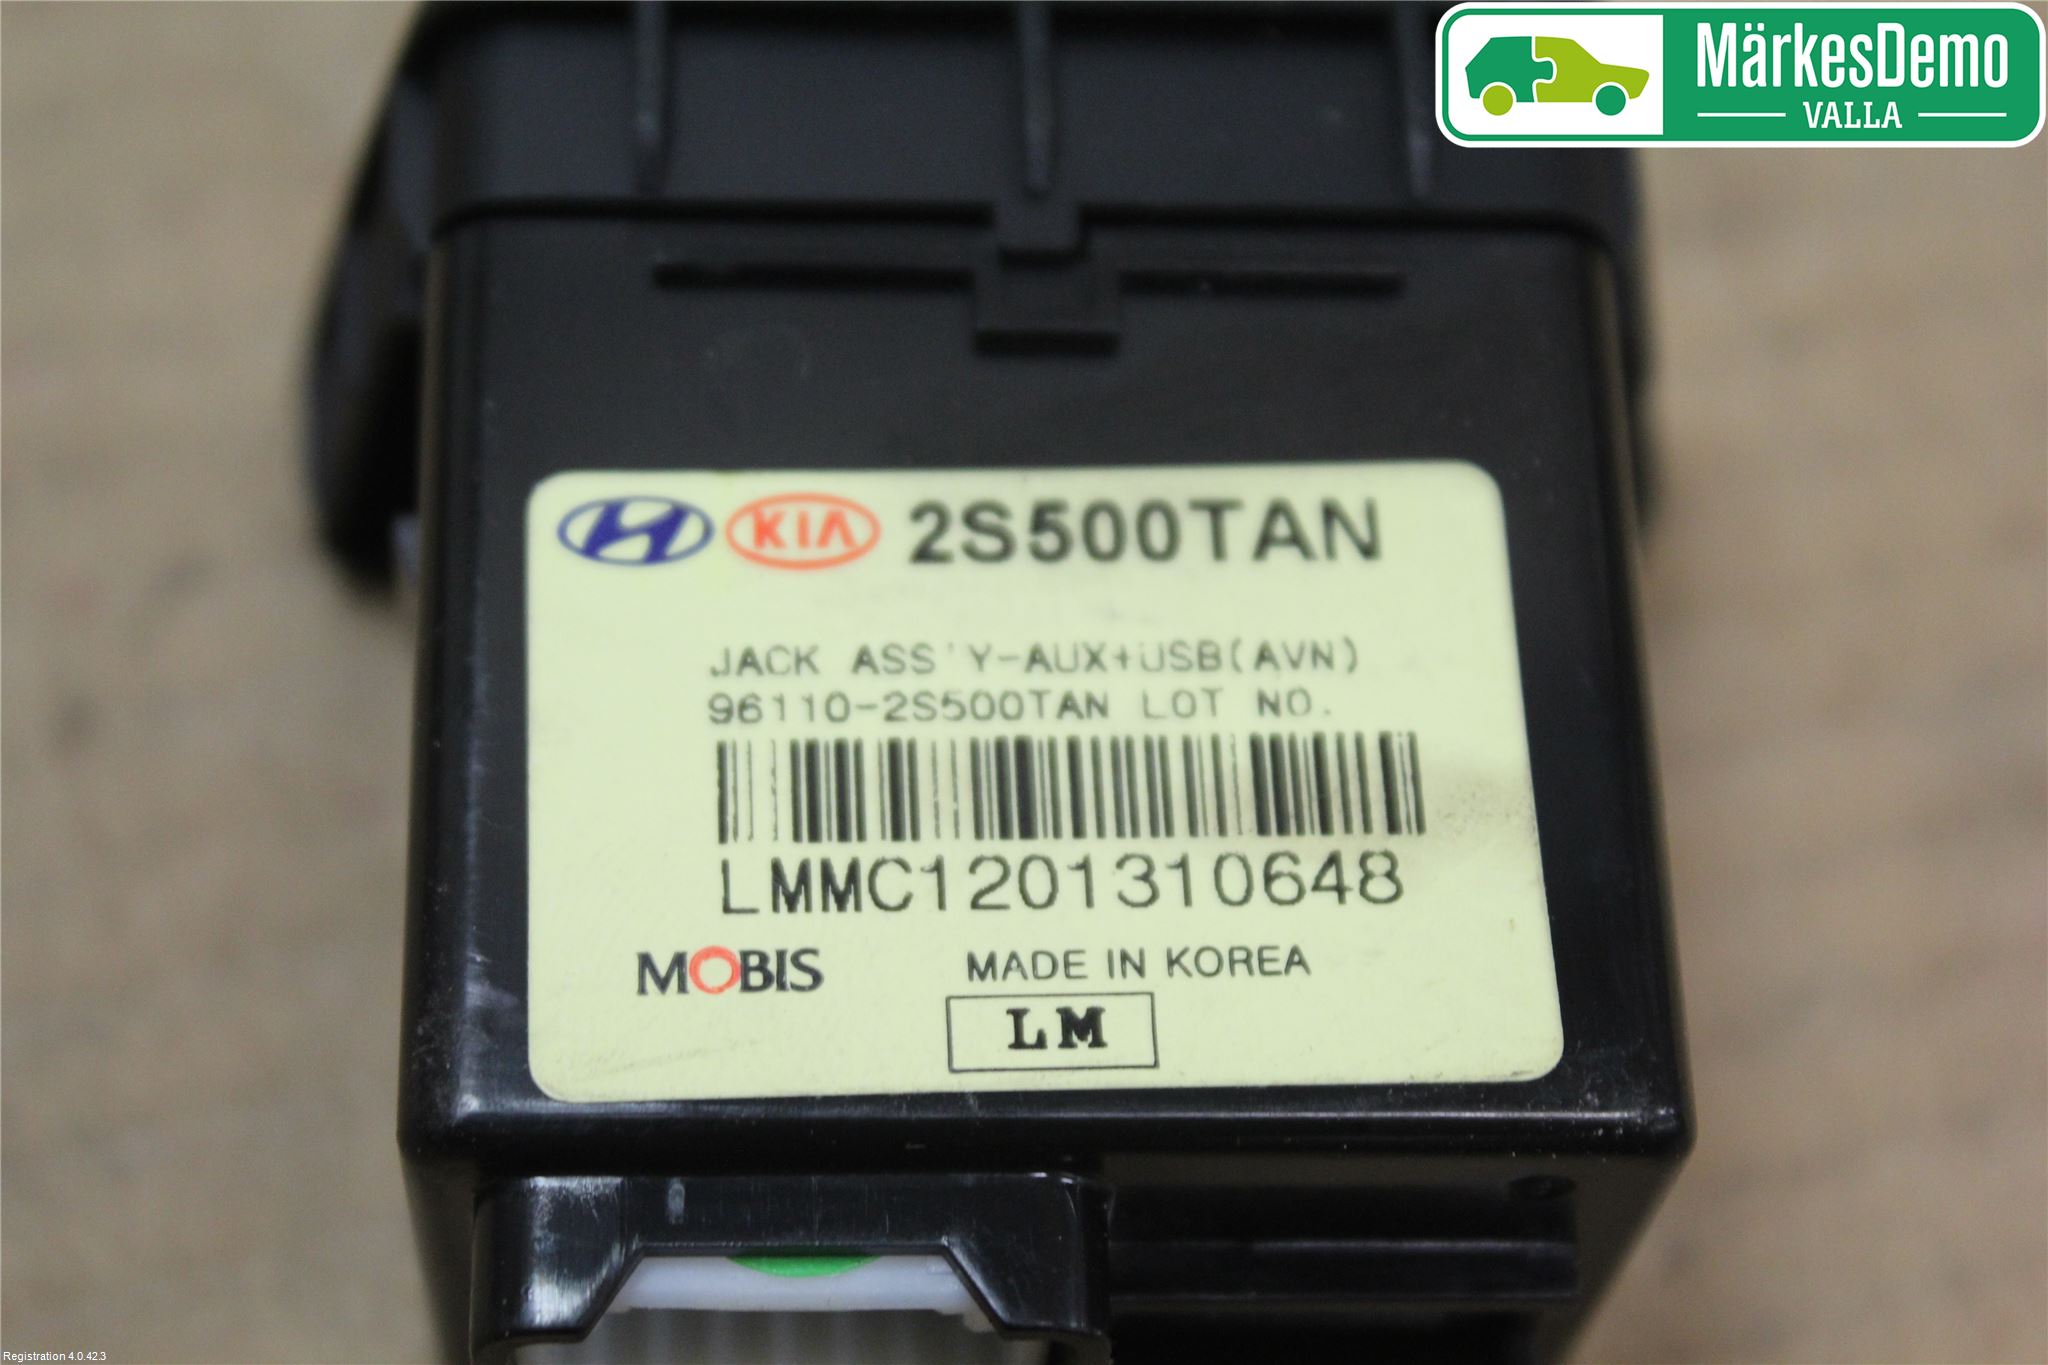 MärkesDemo
VALLA
KIA 2S500TAN
JACK ASS'Y-AUX+USB(AVN)
96110-2S500TAN LOT NO.
LMMC1201310648
MOBIS MADE IN KOREA
LM
Registration 4.0.42.3